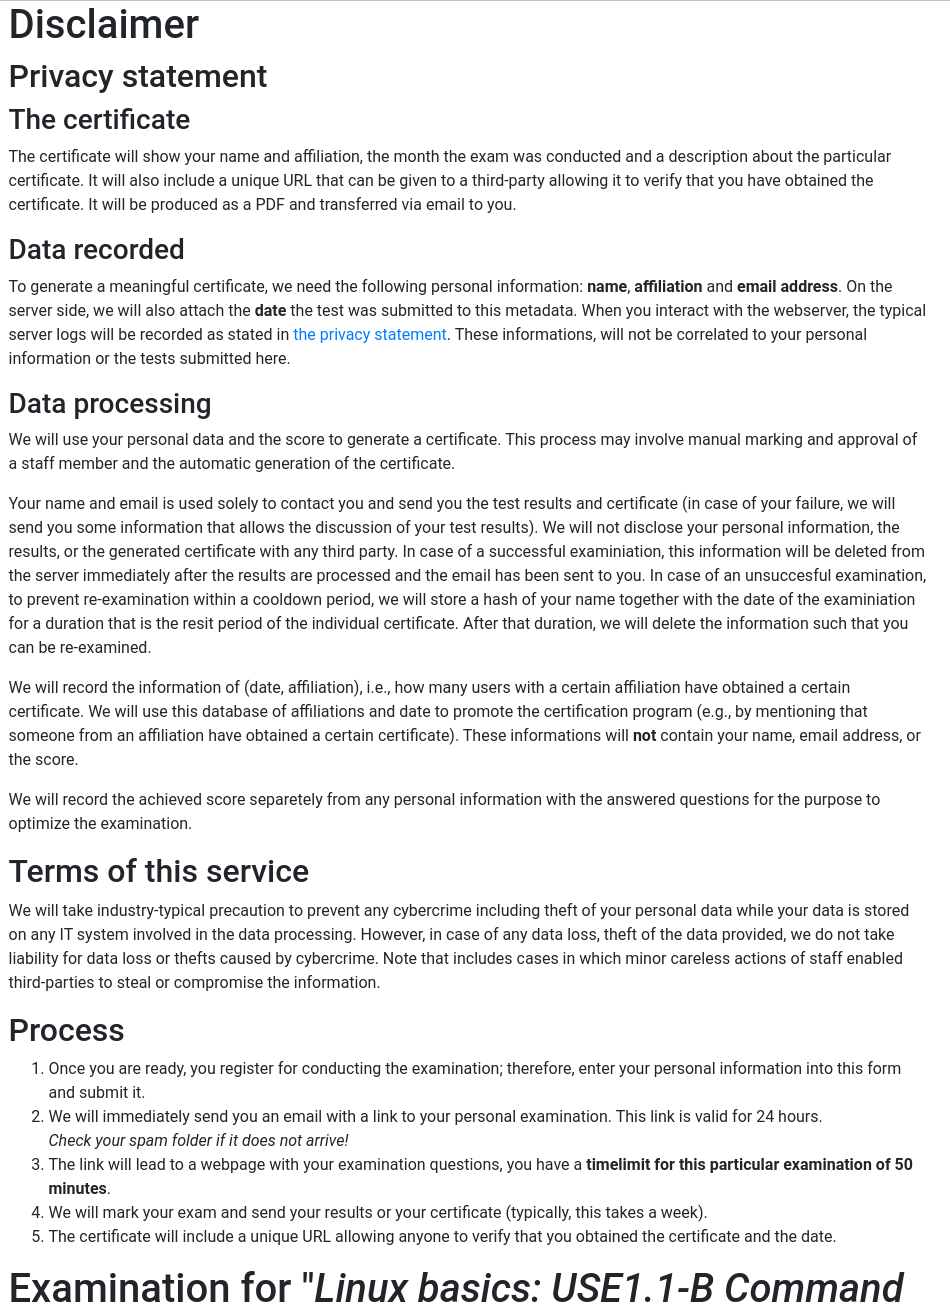 Disclaimer
Privacy statement
The certificate
The certificate will show your name and affiliation, the month the exam was conducted and a description about the particular
certificate. It will also include a unique URL that can be given to a third-party allowing it to verify that you have obtained the
certificate. It will be produced as a PDF and transferred via email to you.
Data recorded
To generate a meaningful certificate, we need the following personal information: name, affiliation and email address. On the
server side, we will also attach the date the test was submitted to this metadata. When you interact with the webserver, the typical
server logs will be recorded as stated in the privacy statement. These informations, will not be correlated to your personal
information or the tests submitted here.
Data processing
We will use your personal data and the score to generate a certificate. This process may involve manual marking and approval of
a staff member and the automatic generation of the certificate.
Your name and email is used solely to contact you and send you the test results and certificate (in case of your failure, we will
send you some information that allows the discussion of your test results). We will not disclose your personal information, the
results, or the generated certificate with any third party. In case of a successful examiniation, this information will be deleted from
the server immediately after the results are processed and the email has been sent to you. In case of an unsuccesful examination,
to prevent re-examination within a cooldown period, we will store a hash of your name together with the date of the examiniation
for a duration that is the resit period of the individual certificate. After that duration, we will delete the information such that you
can be re-examined.
We will record the information of (date, affiliation), i.e., how many users with a certain affiliation have obtained a certain
certificate. We will use this database of affiliations and date to promote the certification program (e.g., by mentioning that
someone from an affiliation have obtained a certain certificate). These informations will not contain your name, email address, or
the score.
We will record the achieved score separetely from any personal information with the answered questions for the purpose to
optimize the examination.
Terms of this service
We will take industry-typical precaution to prevent any cybercrime including theft of your personal data while your data is stored
on any IT system involved in the data processing. However, in case of any data loss, theft of the data provided, we do not take
liability for data loss or thefts caused by cybercrime. Note that includes cases in which minor careless actions of staff enabled
third-parties to steal or compromise the information.
Process
1. Once you are ready, you register for conducting the examination; therefore, enter your personal information into this form
and submit it.
2. We will immediately send you an email with a link to your personal examination. This link is valid for 24 hours.
Check your spam folder if it does not arrive!
3. The link will lead to a webpage with your examination questions, you have a timelimit for this particular examination of 50
minutes.
4. We will mark your exam and send your results or your certificate (typically, this takes a week).
5. The certificate will include a unique URL allowing anyone to verify that you obtained the certificate and the date.
Examination for "Linux basics: USE1.1-B Command